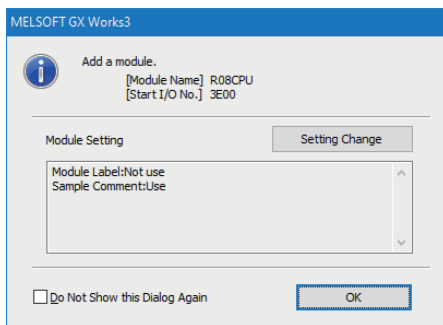 MELSOFT GX Works3
Add a module.
[Module Name] R08CPU
[Start I/O No.] 3E00
Module Setting
Setting Change
Module Label:Not use
Sample Comment:Use
Do Not Show this Dialog Again
OK